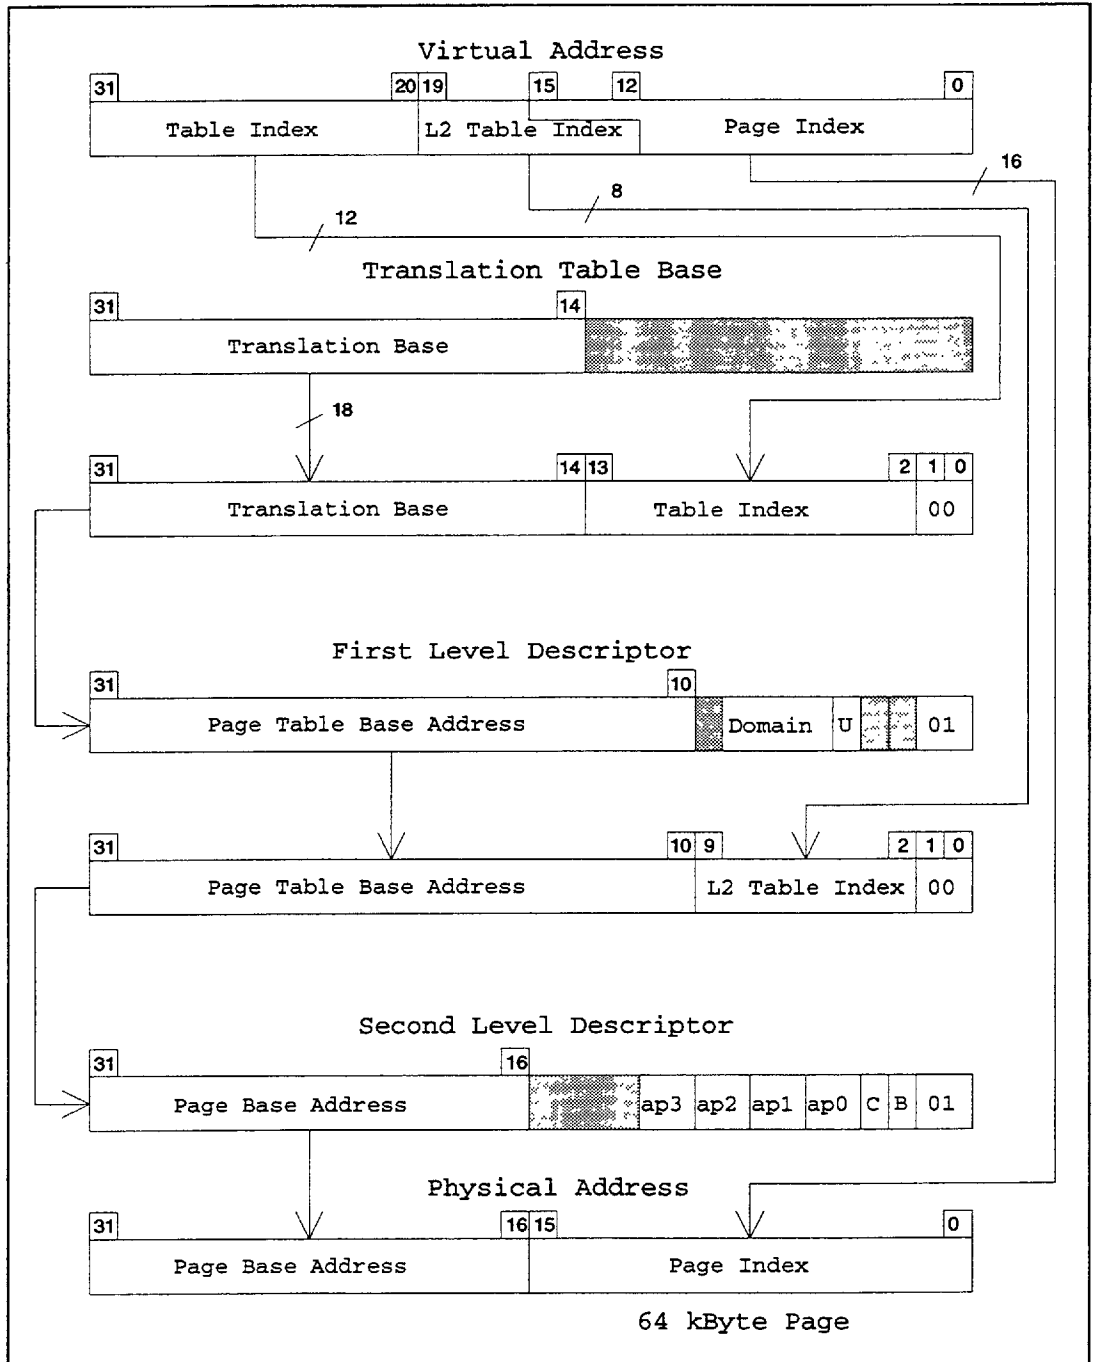 Virtual Address
31 20 19 15 12 0
Table Index L2 Table Index Page Index
16
8
12
Translation Table Base
31 14
Translation Base
18
31 14 13 2 1 0
Translation Base Table Index 00
First Level Descriptor
31 10
Page Table Base Address Domain U 01
31 10 9 2 1 0
Page Table Base Address L2 Table Index 00
Second Level Descriptor
31 16
Page Base Address ap3 ap2 ap1 ap0 C B 01
Physical Address
31 16 15 0
Page Base Address Page Index
64 kByte Page